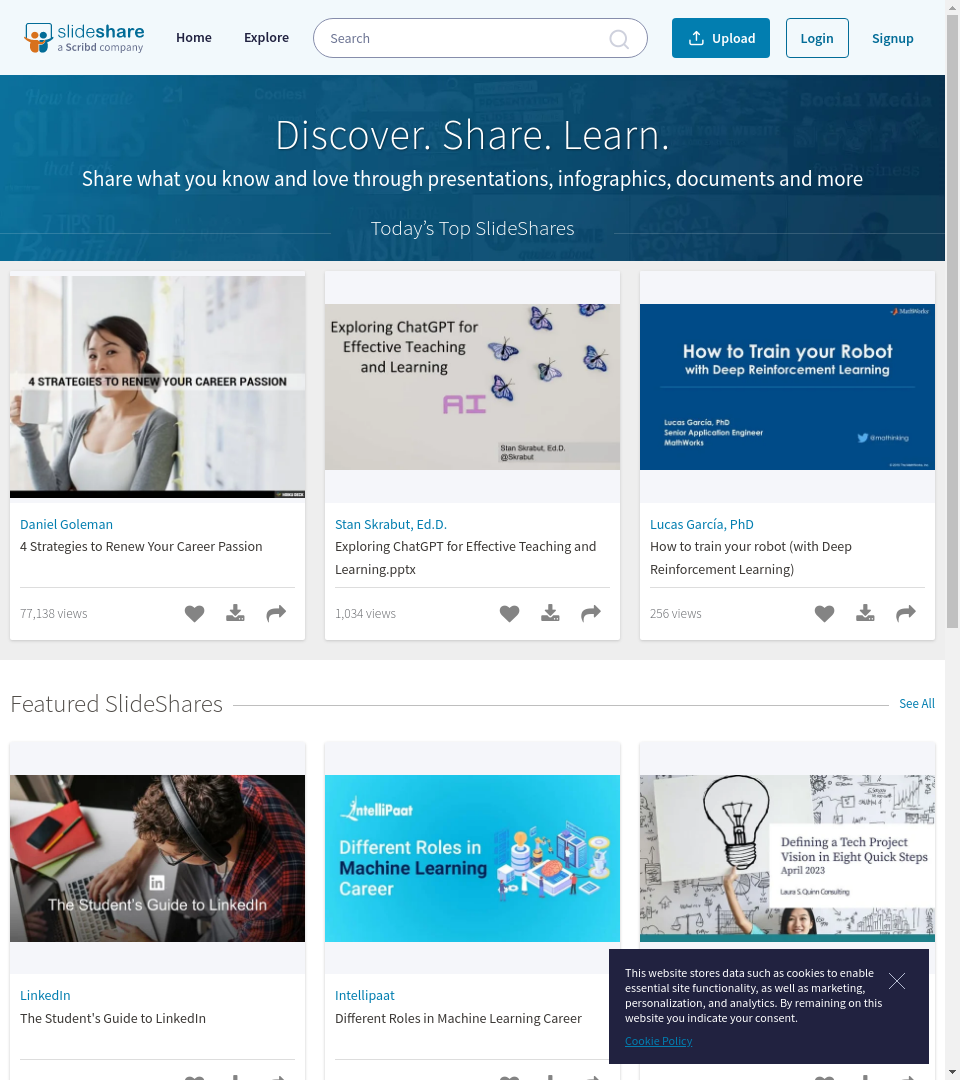 slideshare
a Scribd company
Home
Explore
Search
Upload
Login
Signup
Discover. Share. Learn.
Share what you know and love through presentations, infographics, documents and more
Today’s Top SlideShares
4 STRATEGIES TO RENEW YOUR CAREER PASSION
Exploring ChatGPT for
Effective Teaching
and Learning
AI
Stan Skrabut, Ed.D.
@Skrabut
MathWorks
How to Train your Robot
with Deep Reinforcement Learning
Lucas García, PhD
Senior Application Engineer
MathWorks
@mathinking
Daniel Goleman
4 Strategies to Renew Your Career Passion
77,138 views
Stan Skrabut, Ed.D.
Exploring ChatGPT for Effective Teaching and
Learning.pptx
1,034 views
Lucas García, PhD
How to train your robot (with Deep
Reinforcement Learning)
256 views
Featured SlideShares
See All
in
The Student's Guide to LinkedIn
IntelliPaat
Different Roles in
Machine Learning
Career
Defining a Tech Project
Vision in Eight Quick Steps
April 2023
Laura S.Quinn Consulting
LinkedIn
The Student's Guide to LinkedIn
Intellipaat
Different Roles in Machine Learning Career
This website stores data such as cookies to enable
essential site functionality, as well as marketing,
personalization, and analytics. By remaining on this
website you indicate your consent.
Cookie Policy